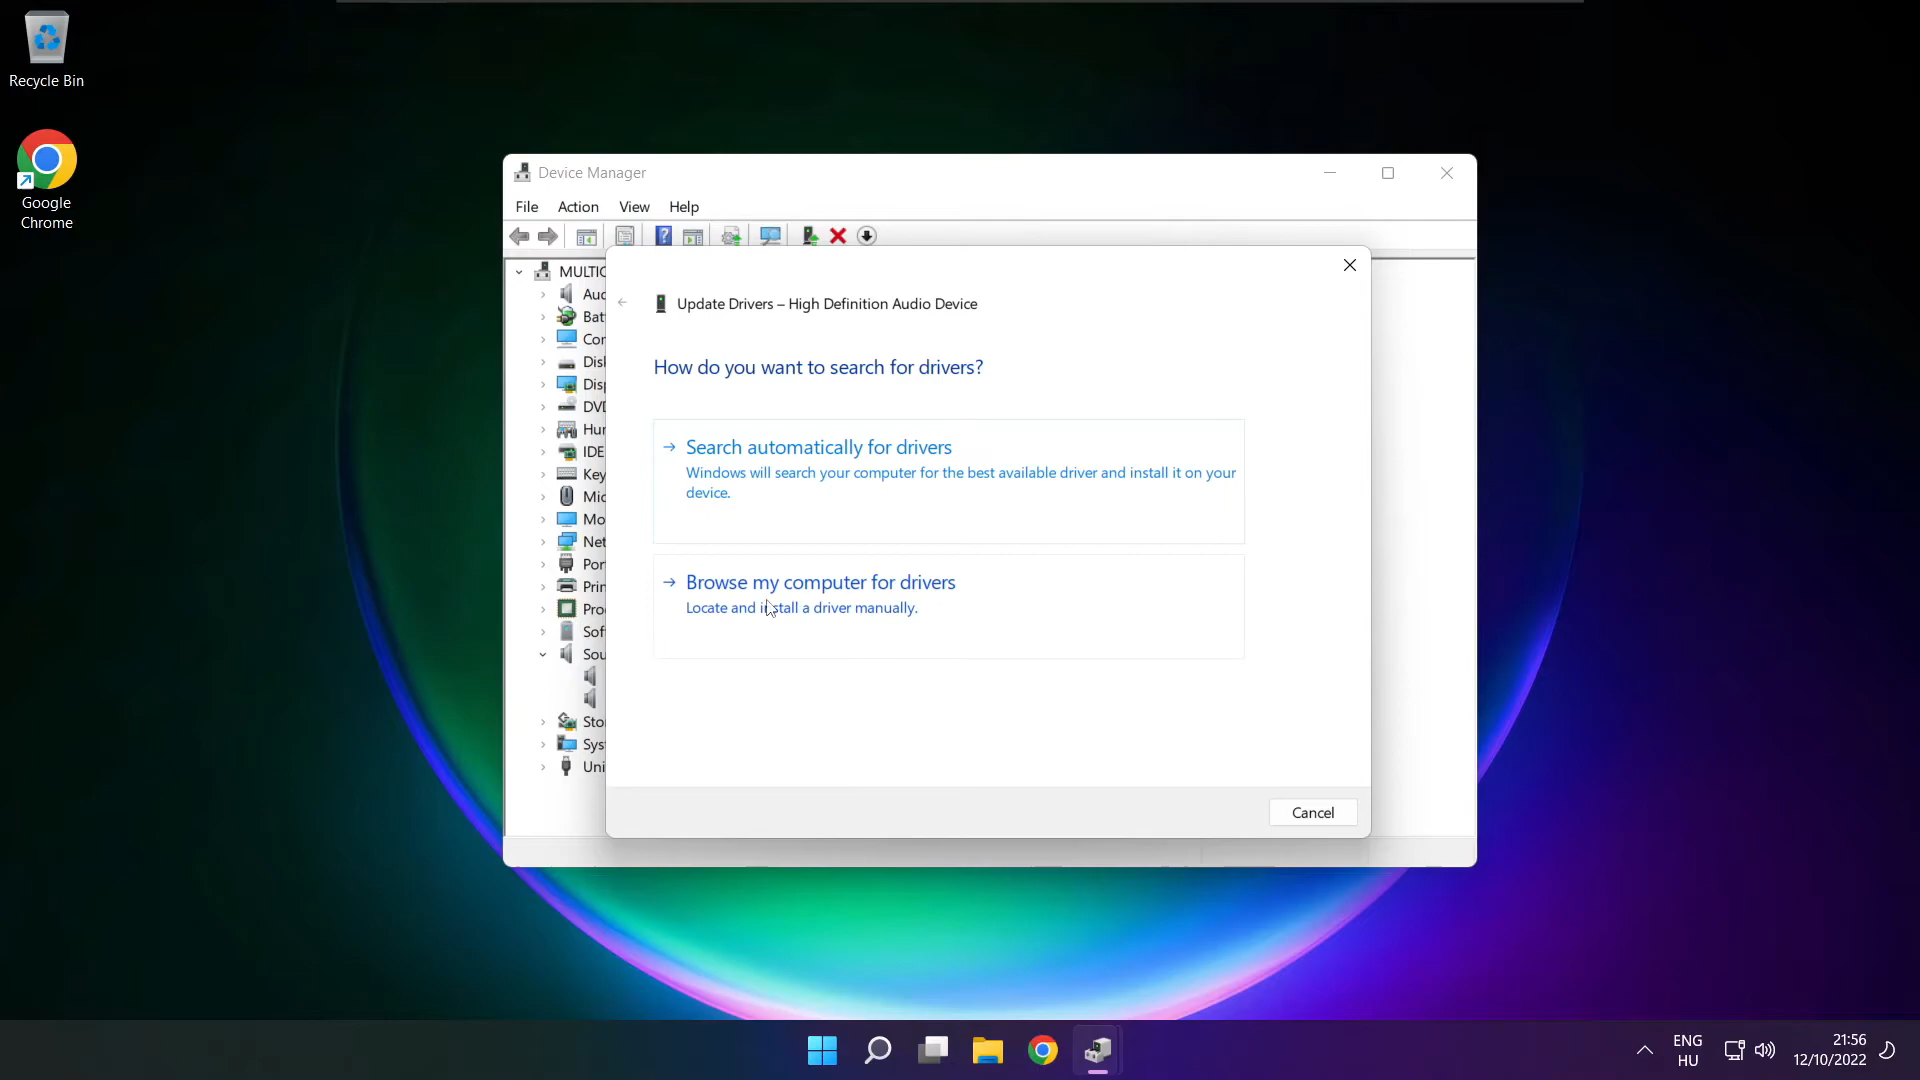 Recycle Bin
Google
Chrome
Device Manager
File Action View Help
MULTIC
Auc
Bat
Con
Disk
Disp
DVD
Hur
IDE
Key
Mic
Mo
Net
Por
Prin
Pro
Sof
Sou
Sto
Syst
Uni
Update Drivers – High Definition Audio Device
How do you want to search for drivers?
Search automatically for drivers
Windows will search your computer for the best available driver and install it on your
device.
Browse my computer for drivers
Locate and install a driver manually.
Cancel
ENG
HU
21:56
12/10/2022